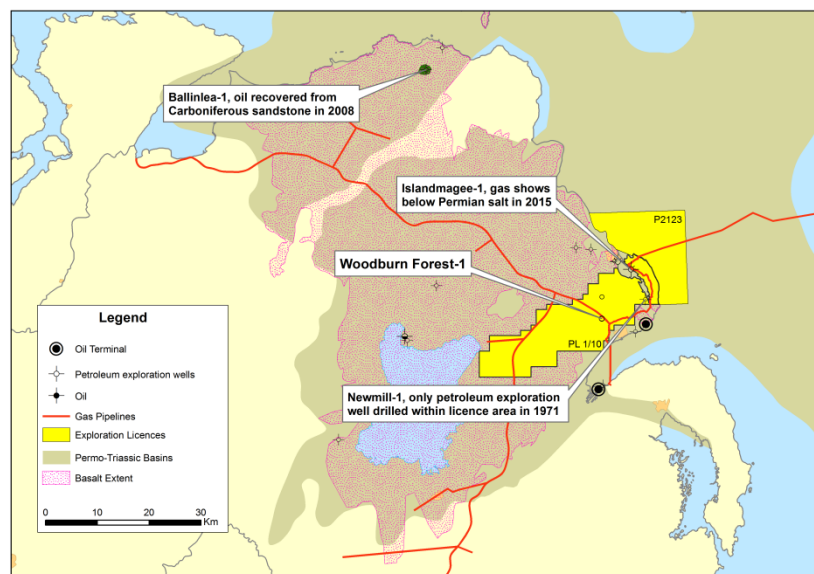 Ballinlea-1, oil recovered from
Carboniferous sandstone in 2008
Islandmagee-1, gas shows
below Permian salt in 2015
P2123
Woodburn Forest-1
PL 1/10
Newmill-1, only petroleum exploration
well drilled within licence area in 1971
Legend
Oil Terminal
Petroleum exploration wells
Oil
Gas Pipelines
Exploration Licences
Permo-Triassic Basins
Basalt Extent
0 10 20 30
Km